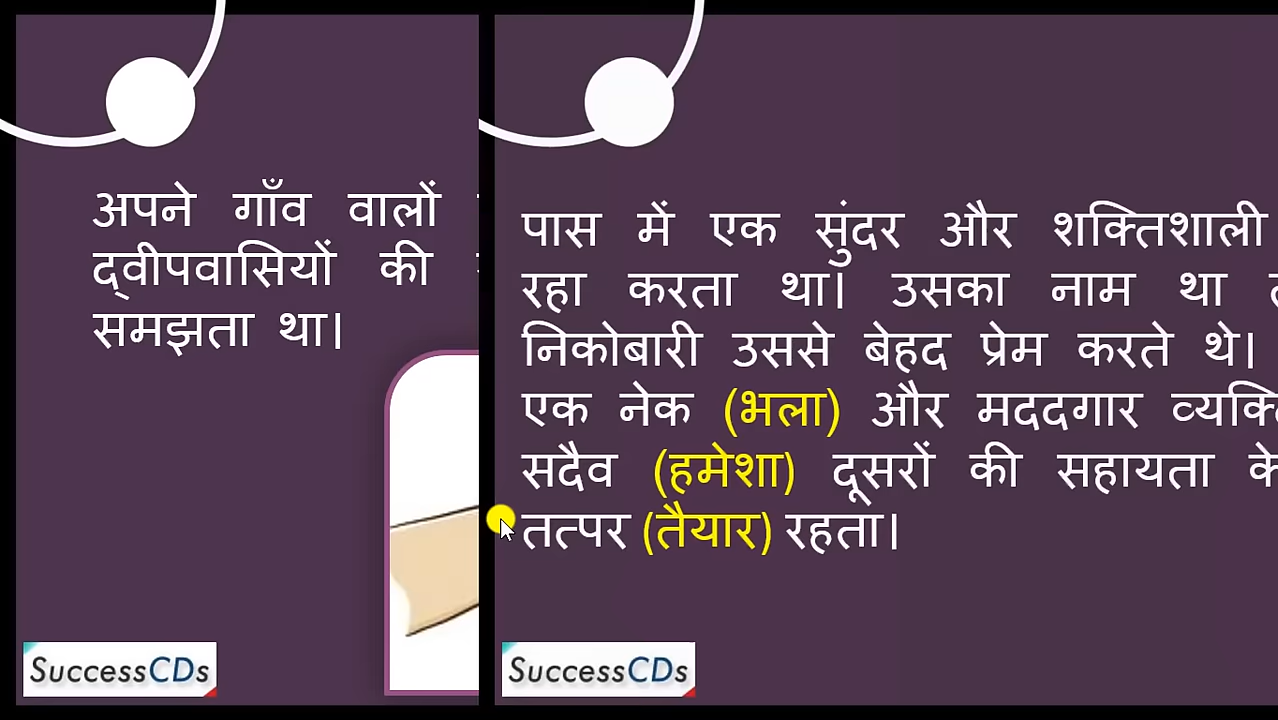 अपने गाँव वालों
द्वीपवासियों की
समझता था।
SuccessCDs
पास में एक सुंदर और शक्तिशाली
रहा करता था। उसका नाम था
निकोबारी उससे बेहद प्रेम करते थे।
एक नेक (भला) और मददगार
सदैव (हमेशा) दूसरों की सहायता के
तत्पर (तैयार) रहता।
SuccessCDs